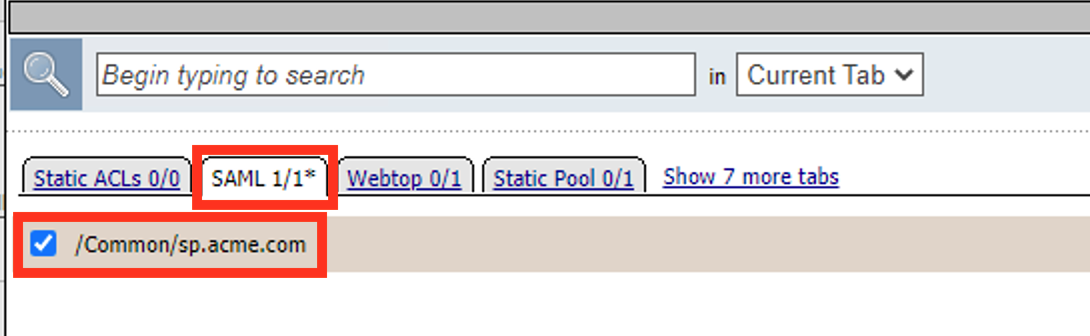 Begin typing to search in Current Tab
Static ACLs 0/0 SAML 1/1* Webtop 0/1 Static Pool 0/1 Show 7 more tabs
/Common/sp.acme.com